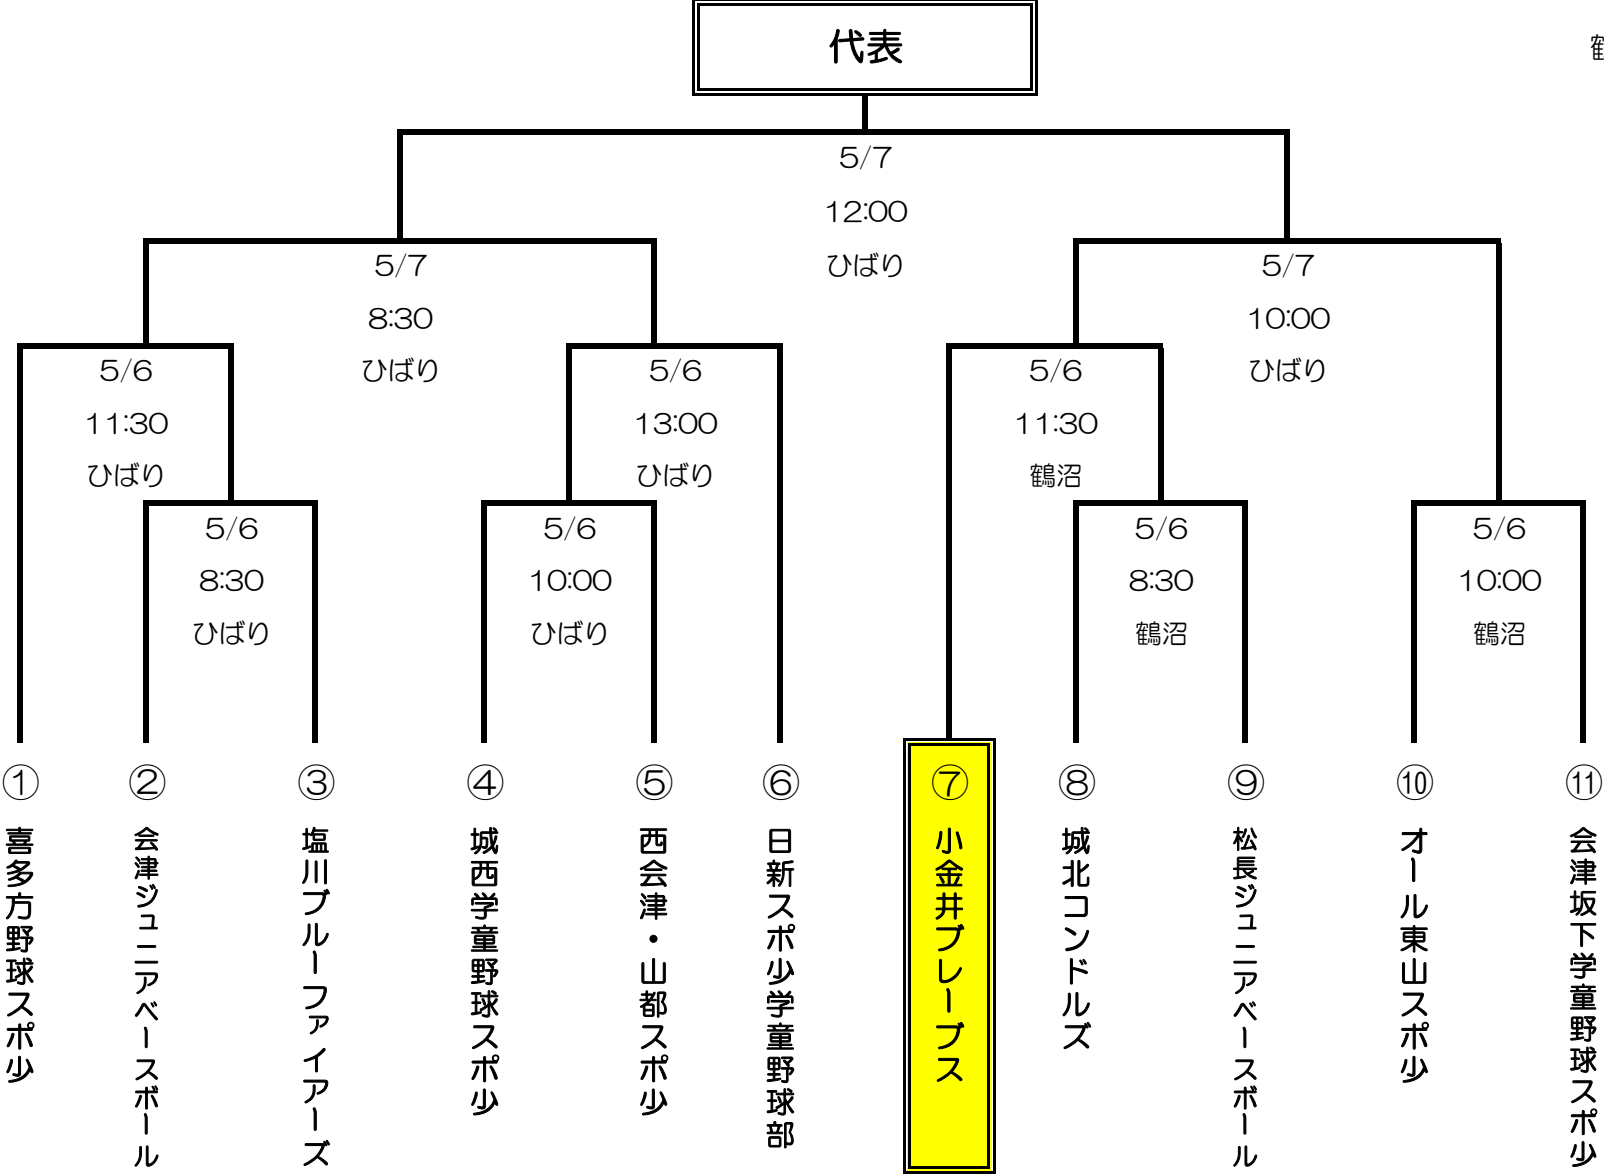 代表
5/7
12:00
ひばり
5/7
8:30
ひばり
5/7
10:00
ひばり
5/6
11:30
ひばり
5/6
13:00
ひばり
5/6
11:30
鶴沼
5/6
8:30
ひばり
5/6
10:00
ひばり
5/6
8:30
鶴沼
5/6
10:00
鶴沼
①喜多方野球スポ少
②会津ジュニアベースボール
③塩川ブルーファイアーズ
④城西学童野球スポ少
⑤西会津・山都スポ少
⑥日新スポ少学童野球部
⑦小金井ブレーブス
⑧城北コンドルズ
⑨松長ジュニアベースボール
⑩オール東山スポ少
⑪会津坂下学童野球スポ少